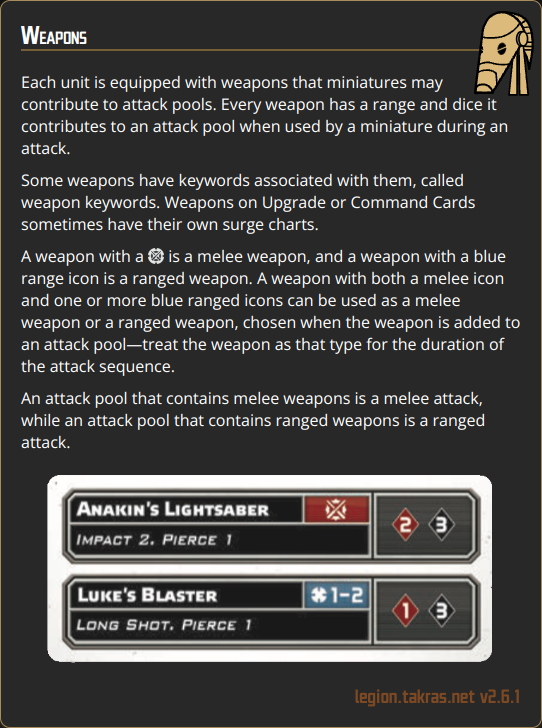 Weapons
Each unit is equipped with weapons that miniatures may
contribute to attack pools. Every weapon has a range and dice it
contributes to an attack pool when used by a miniature during an
attack.
Some weapons have keywords associated with them, called
weapon keywords. Weapons on Upgrade or Command Cards
sometimes have their own surge charts.
A weapon with a is a melee weapon, and a weapon with a blue
range icon is a ranged weapon. A weapon with both a melee icon
and one or more blue ranged icons can be used as a melee
weapon or a ranged weapon, chosen when the weapon is added to
an attack pool—treat the weapon as that type for the duration of
the attack sequence.
An attack pool that contains melee weapons is a melee attack,
while an attack pool that contains ranged weapons is a ranged
attack.
Anakin's Lightsaber
2 3
Impact 2, Pierce 1
Luke's Blaster 1-2
1 3
Long Shot, Pierce 1
legion.takras.net v2.6.1